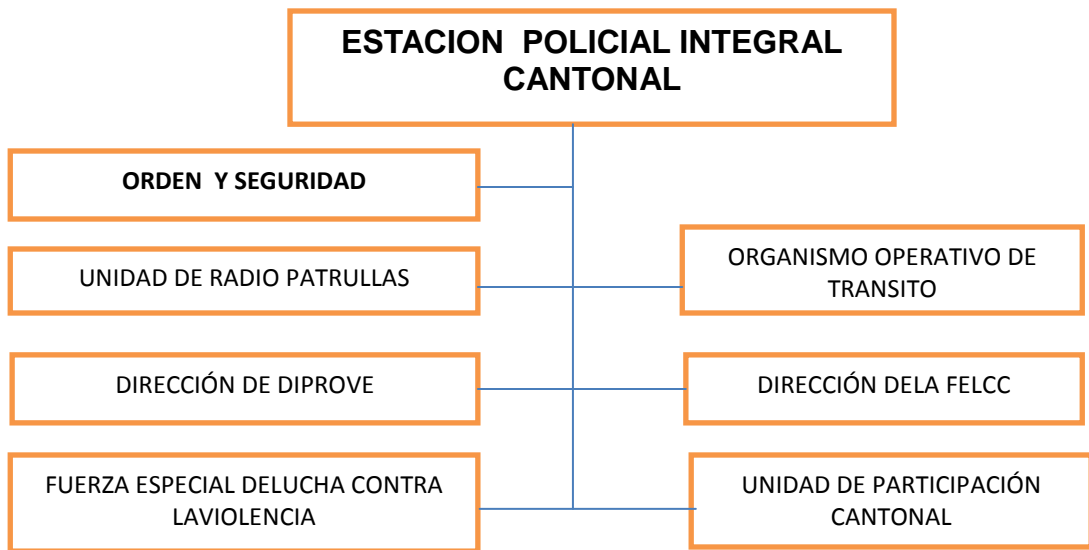 ESTACION POLICIAL INTEGRAL
CANTONAL
ORDEN Y SEGURIDAD
UNIDAD DE RADIO PATRULLAS
ORGANISMO OPERATIVO DE
TRANSITO
DIRECCIÓN DE DIPROVE
DIRECCIÓN DELA FELCC
FUERZA ESPECIAL DELUCHA CONTRA
LAVIOLENCIA
UNIDAD DE PARTICIPACIÓN
CANTONAL